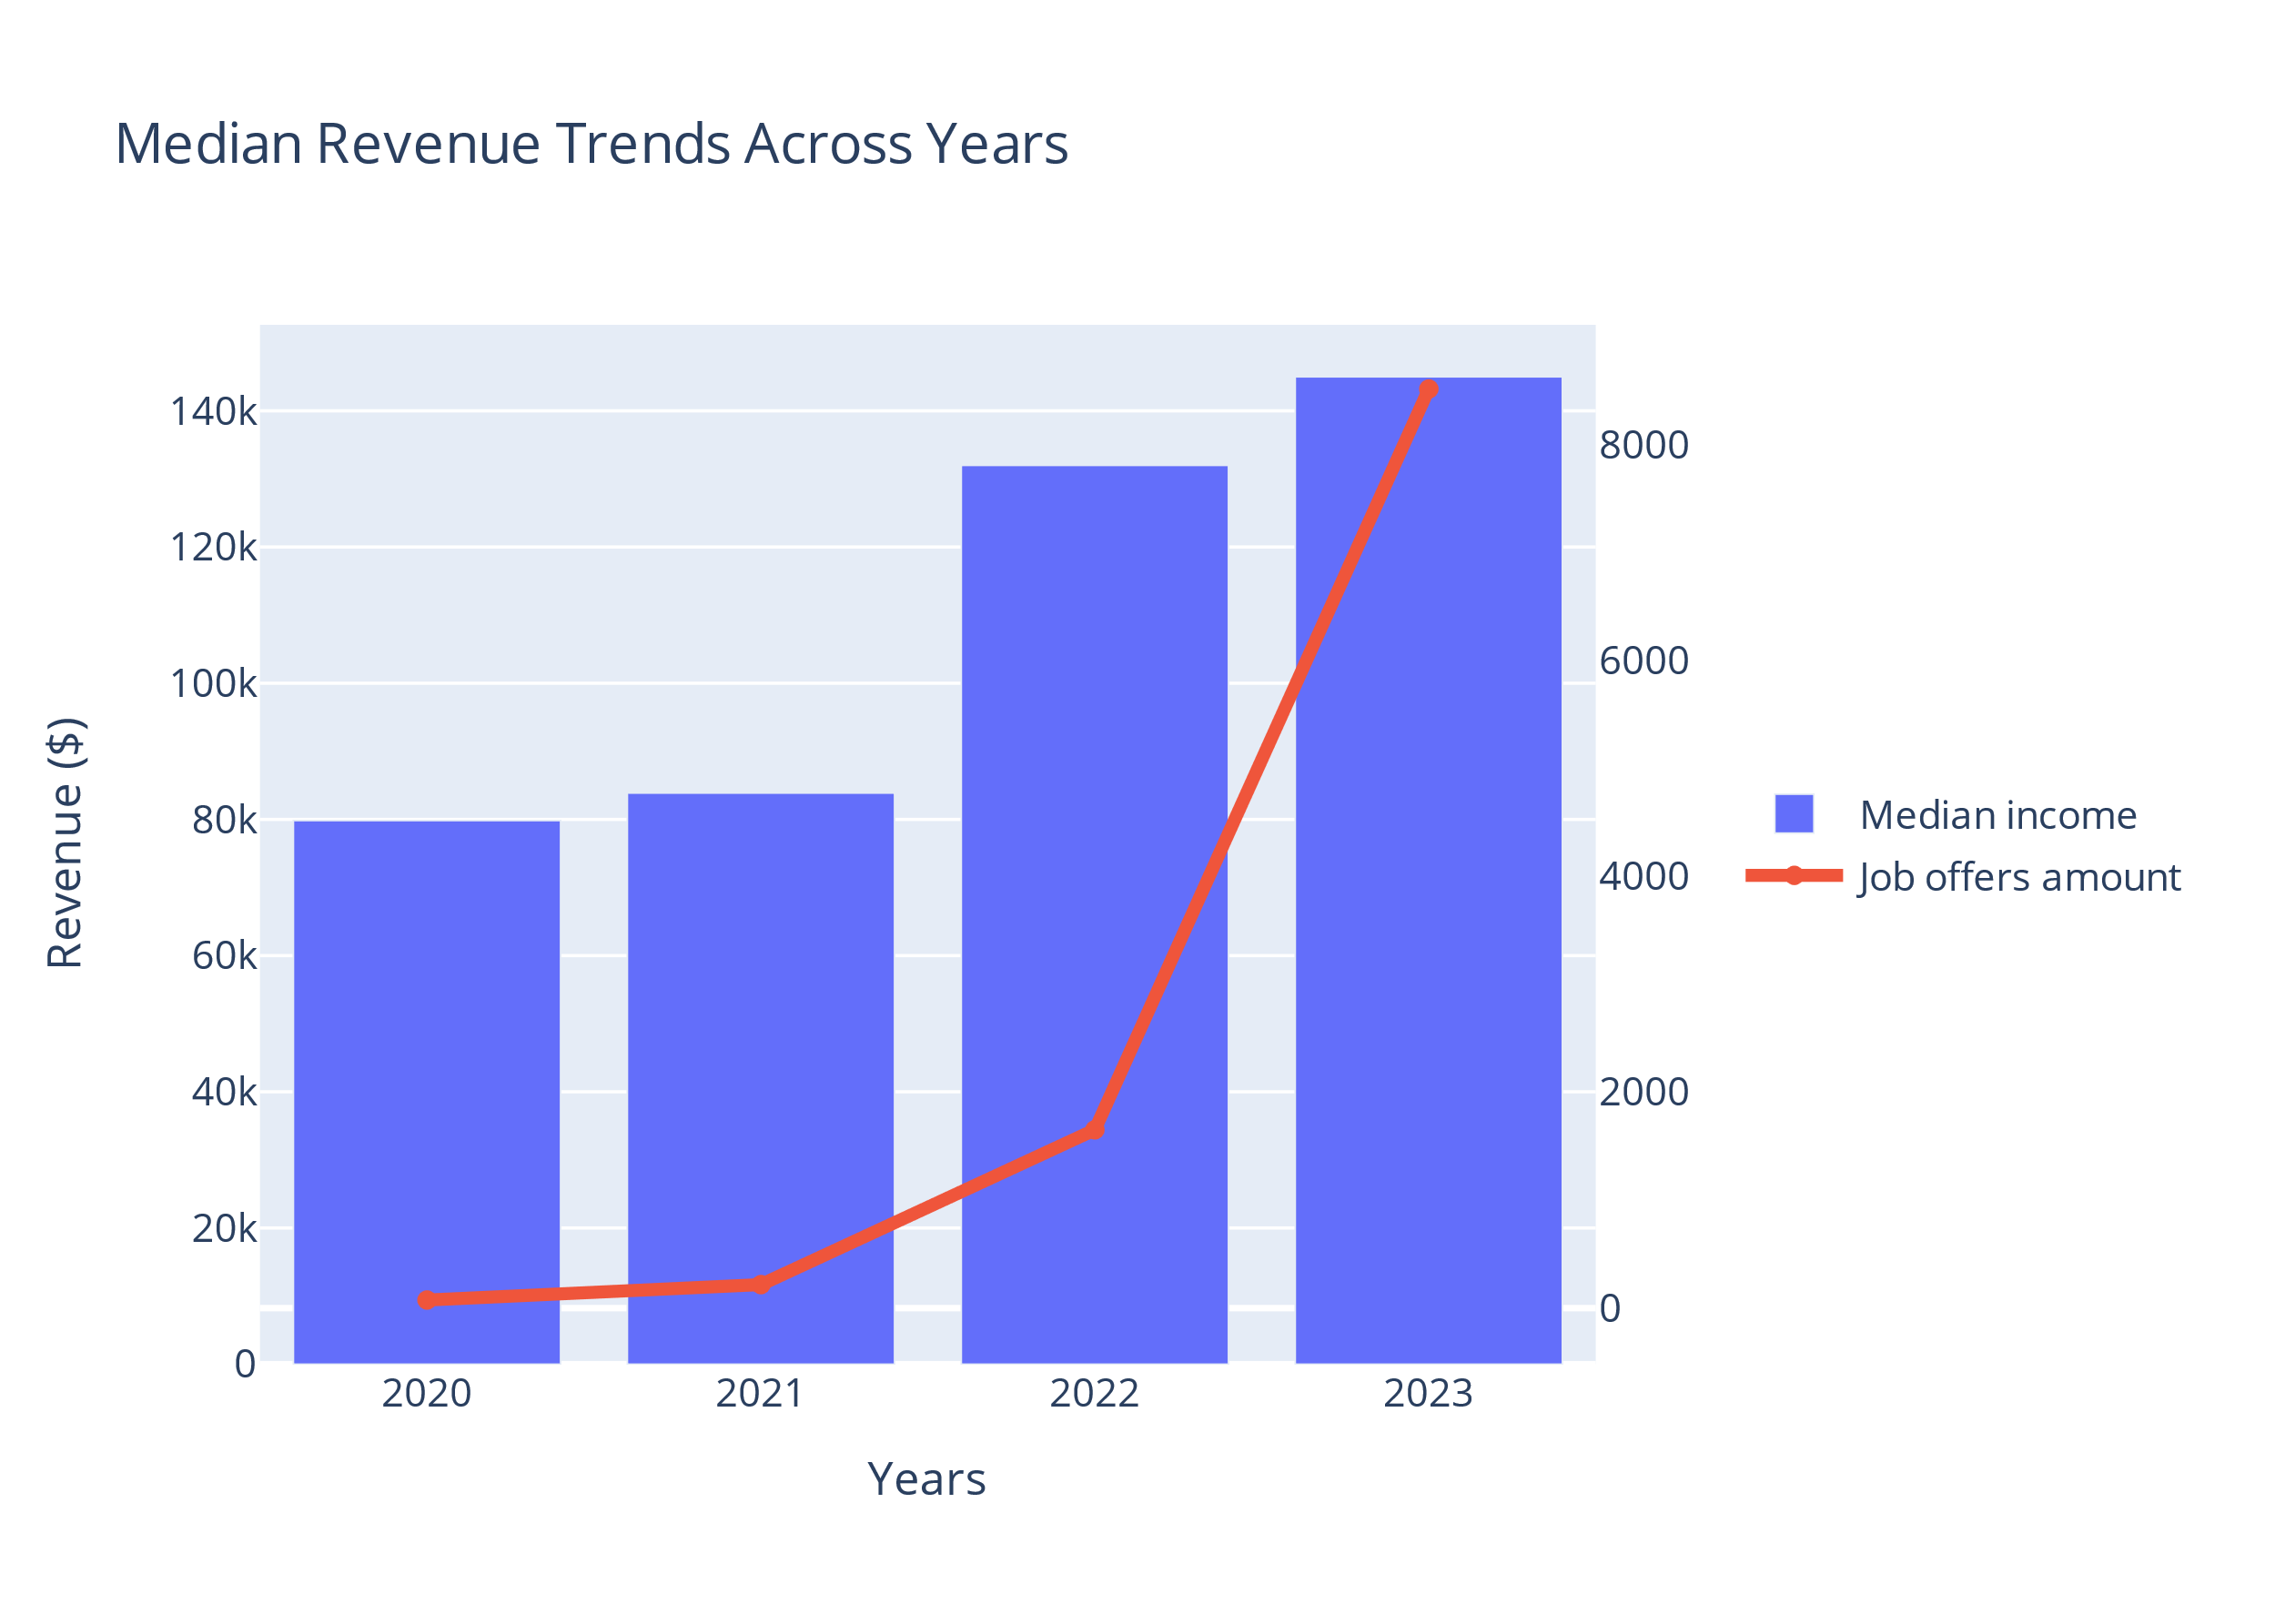 Median Revenue Trends Across Years
Revenue ($)
140k
120k
100k
80k
60k
40k
20k
0
8000
6000
4000
2000
0
2020
2021
2022
2023
Years
Median income
Job offers amount